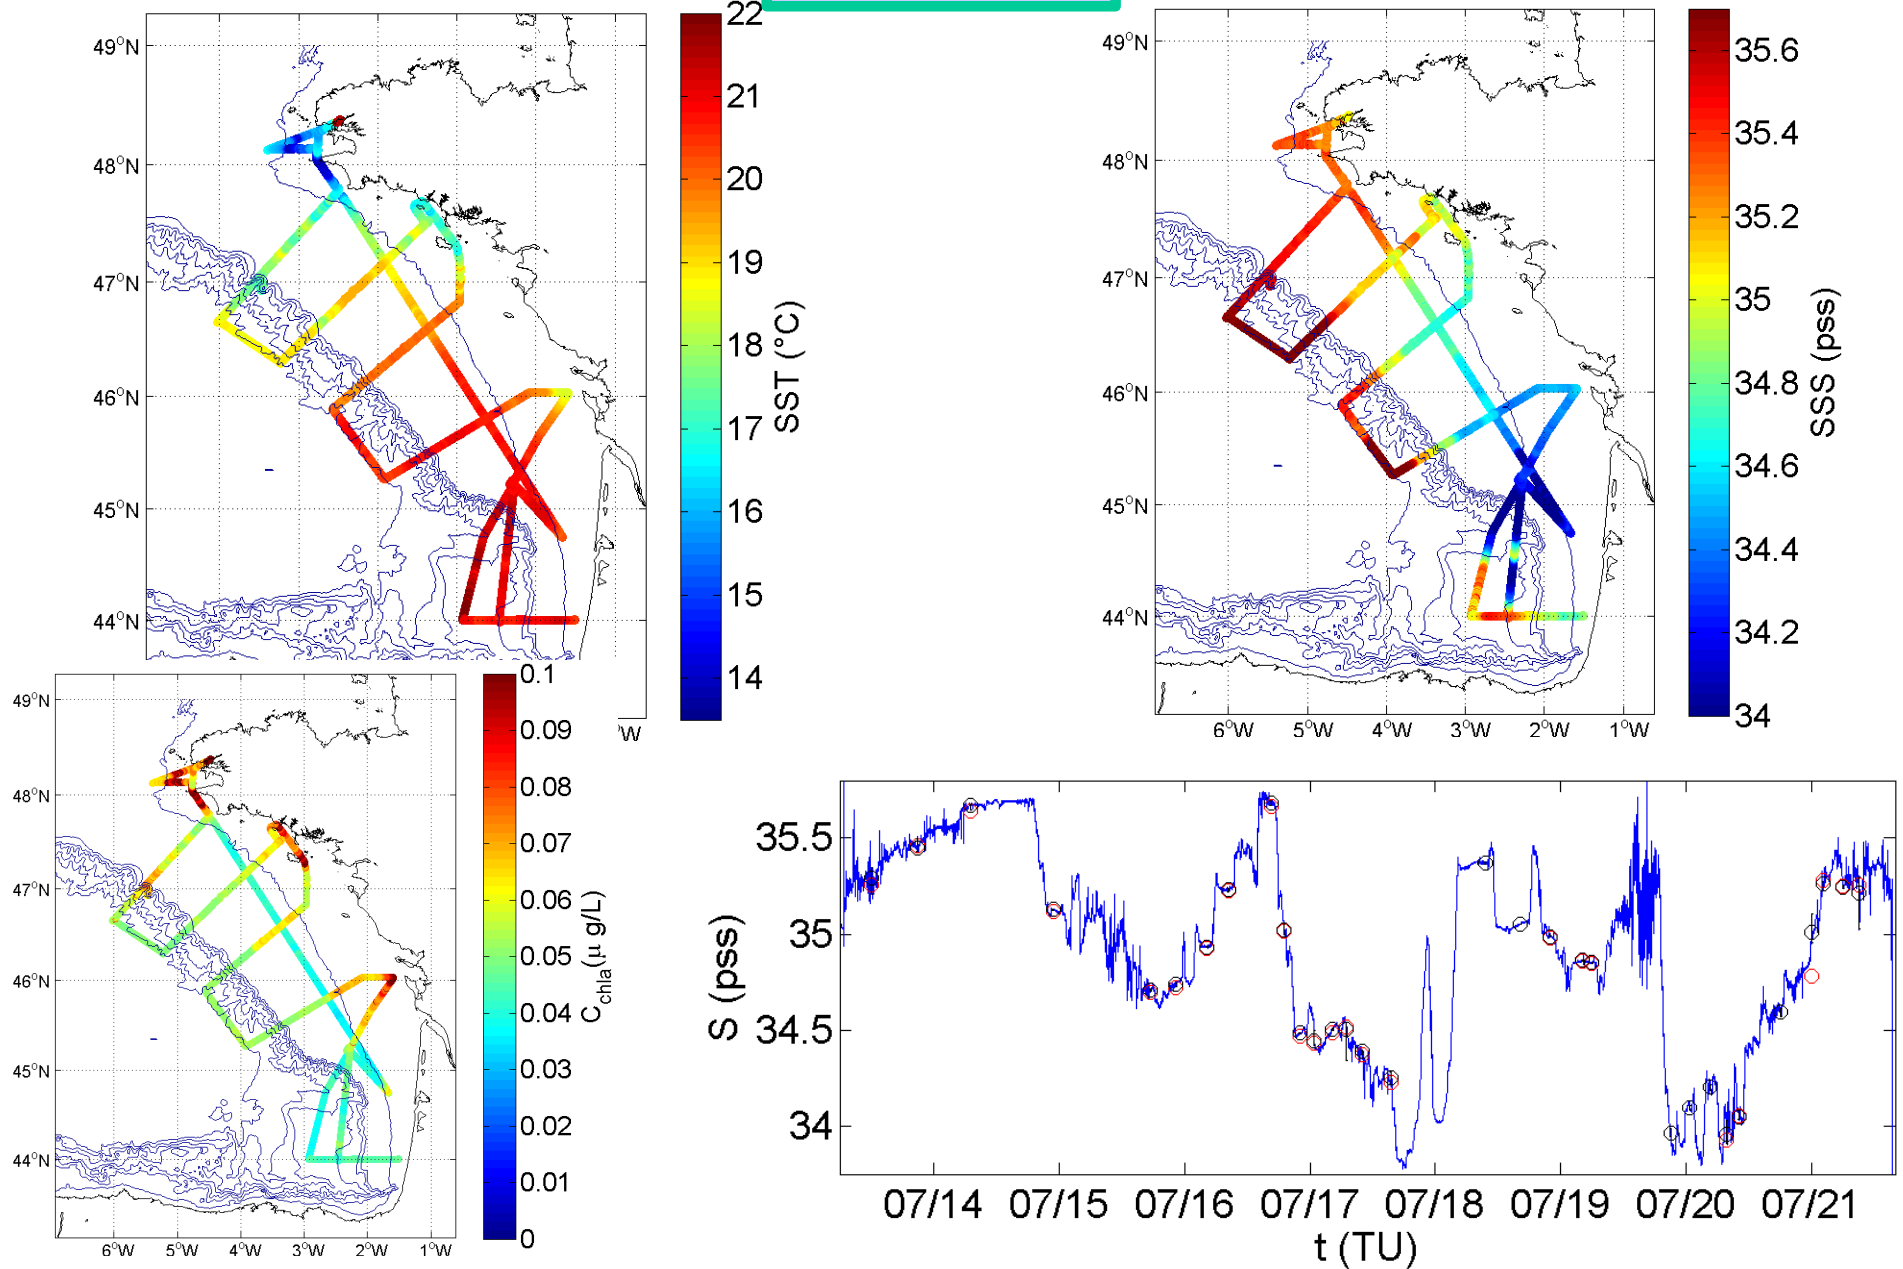 49°N
48°N
47°N
46°N
45°N
44°N
W
22
21
20
19
18
17
16
15
14
SST (°C)
49°N
48°N
47°N
46°N
45°N
44°N
6°W 5°W 4°W 3°W 2°W 1°W
35.6
35.4
35.2
35
34.8
34.6
34.4
34.2
34
SSS (pss)
49°N
48°N
47°N
46°N
45°N
44°N
6°W 5°W 4°W 3°W 2°W 1°W
0.1
0.09
0.08
0.07
0.06
0.05
0.04
0.03
0.02
0.01
0
C chla (μ g/L)
35.5
35
34.5
34
S (pss)
07/14 07/15 07/16 07/17 07/18 07/19 07/20 07/21
t (TU)